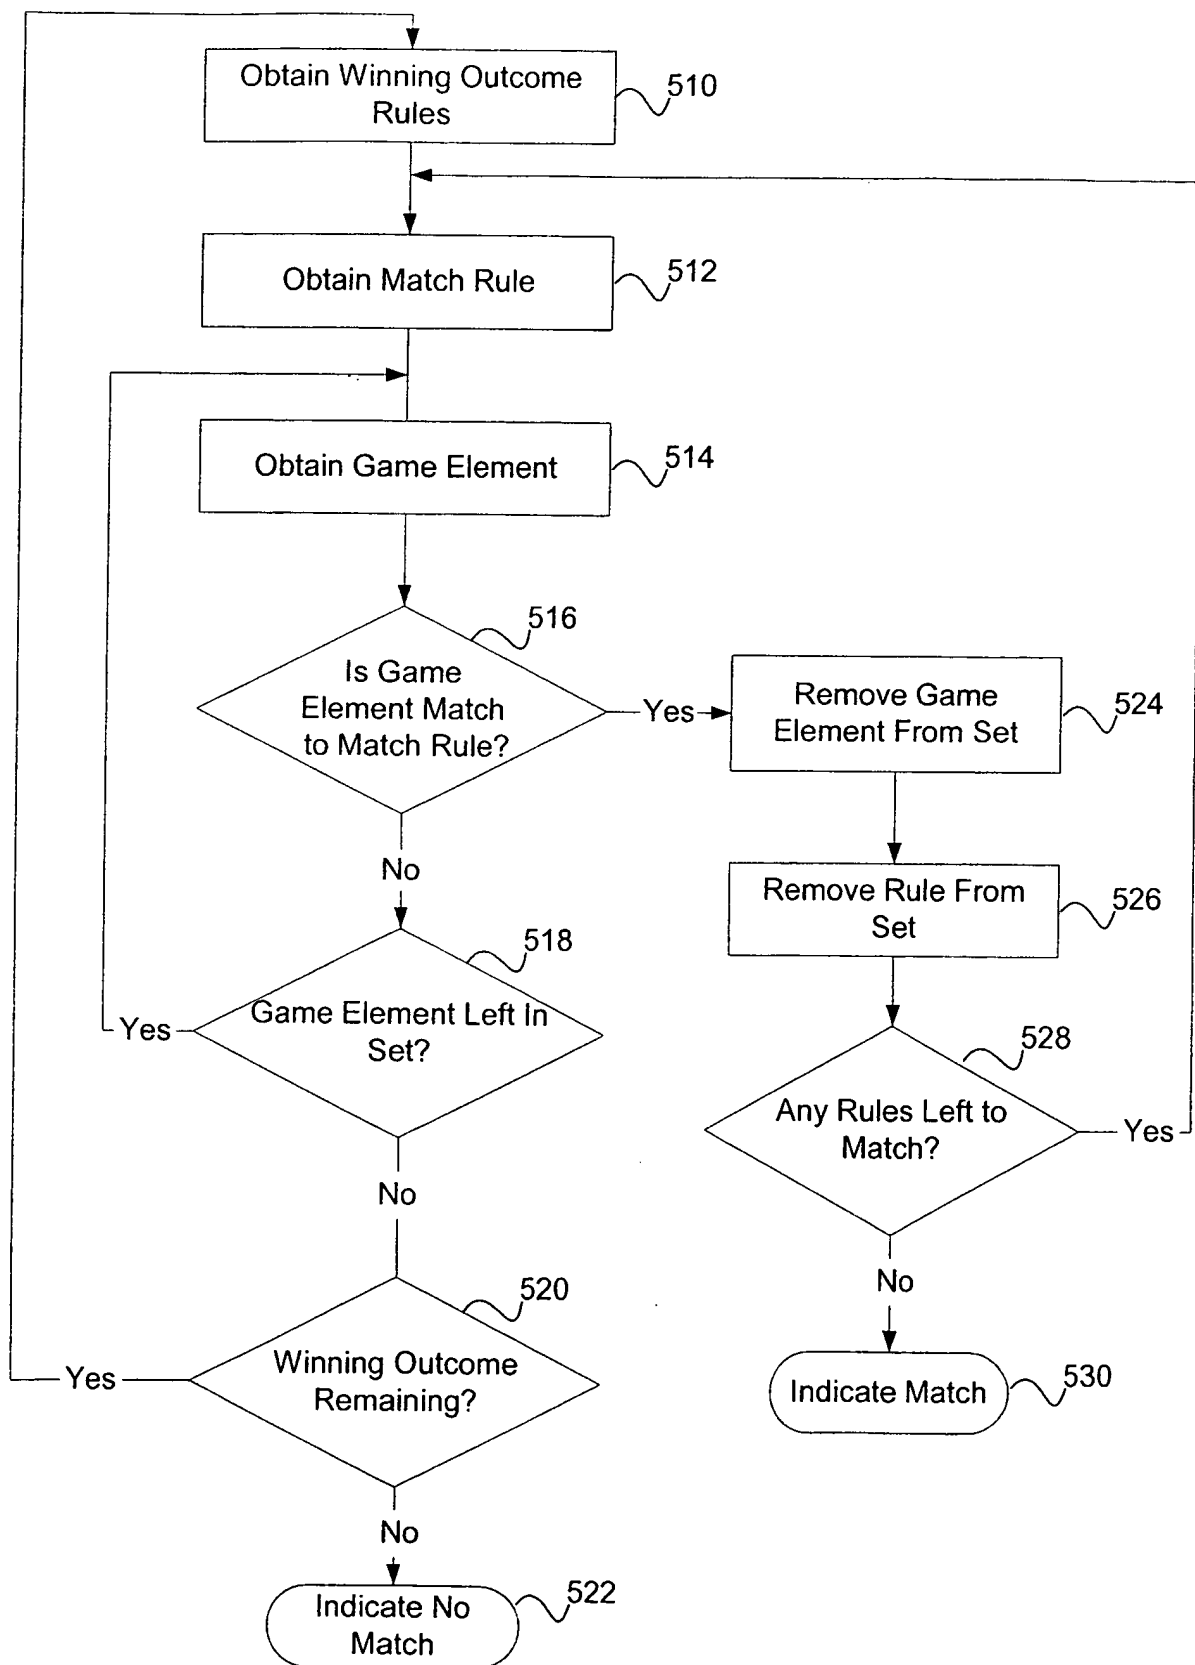 Obtain Winning Outcome
Rules
510
Obtain Match Rule
512
Obtain Game Element
514
516
Is Game
Element Match
to Match Rule?
Yes
Remove Game
Element From Set
524
No
Remove Rule From
Set
526
518
Game Element Left In
Set?
Yes
528
Any Rules Left to
Match?
Yes
No
520
Winning Outcome
Remaining?
Yes
No
Indicate Match
530
No
Indicate No
Match
522